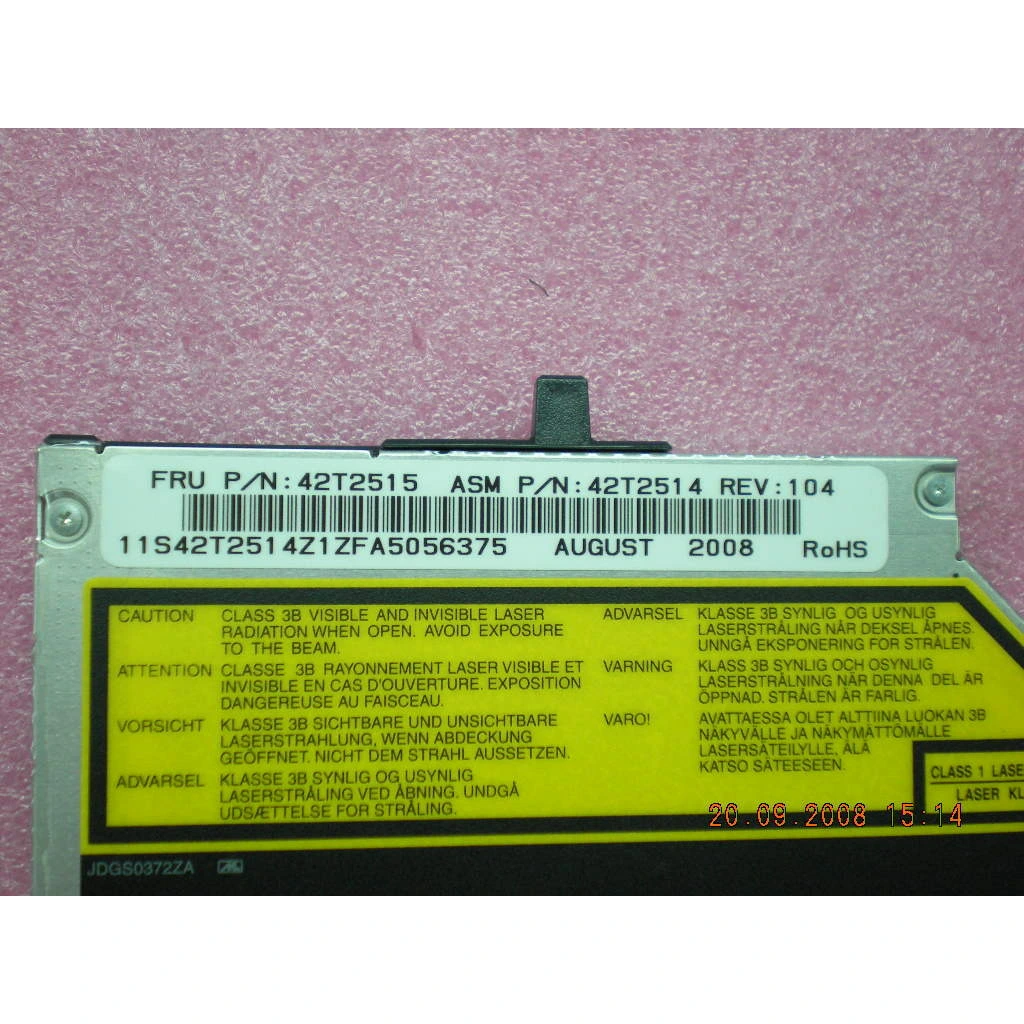 FRU P/N:42T2515 ASM P/N:42T2514 REV:104
11S42T2514Z1ZFA5056375 AUGUST 2008 RoHS
CAUTION CLASS 3B VISIBLE AND INVISIBLE LASER
RADIATION WHEN OPEN. AVOID EXPOSURE
TO THE BEAM.
ATTENTION CLASSE 3B RAYONNEMENT LASER VISIBLE ET
INVISIBLE EN CAS D'OUVERTURE. EXPOSITION
DANGEREUSE AU FAISCEAU.
VORSICHT KLASSE 3B SICHTBARE UND UNSICHTBARE
LASERSTRAHLUNG, WENN ABDECKUNG
GEÖFFNET. NICHT DEM STRAHL AUSSETZEN.
ADVARSEL KLASSE 3B SYNLIG OG USYNLIG
LASERSTRÅLING VED ÅBNING. UNDGÅ
UDSÆTTELSE FOR STRÅLING.
ADVARSEL KLASSE 3B SYNLIG OG USYNLIG
LASERSTRÅLING NÅR DEKSEL ÅPNES.
UNNGÅ EKSPONERING FOR STRÅLEN.
VARNING KLASS 3B SYNLIG OCH OSYNLIG
LASERSTRÅLNING NÄR DENNA DEL ÄR
ÖPPNAD. STRÅLEN ÄR FARLIG.
VARO! AVATTAESSA OLET ALTTIINA LUOKAN 3B
NÄKYVÄLLE JA NÄKYMÄTTÖMÄLLE
LASERSÄTEILYLLE, ÄLÄ
KATSO SÄTEESEEN.
CLASS 1 LASE
LASER KL
20.09.2008 15:14
JDGS0372ZA